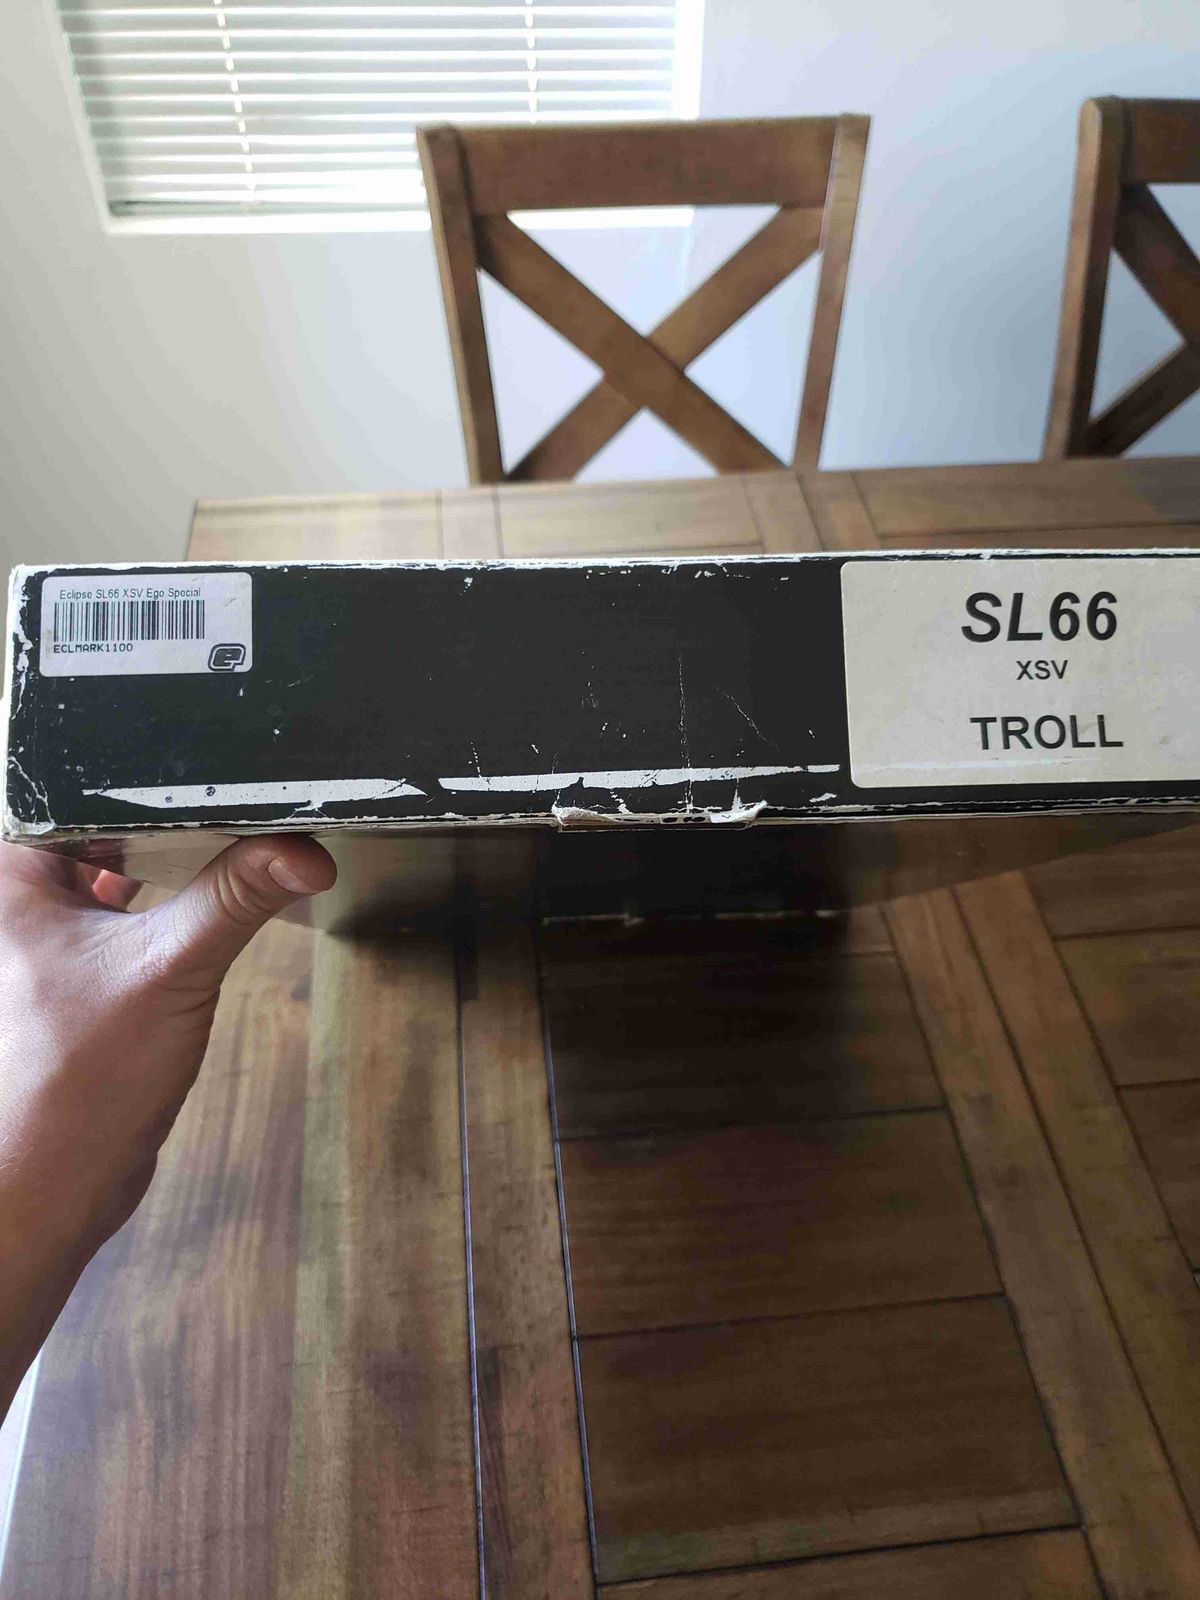 Eclipse SL66 XSV Ego Special
ECLMARK1100
e
SL66
XSV
TROLL